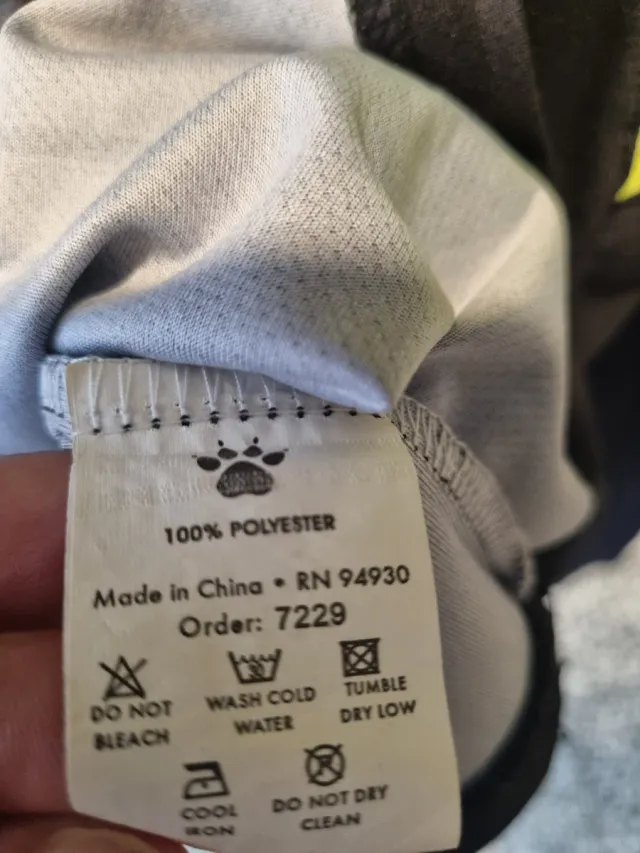 100% POLYESTER
Made in China • RN 94930
Order: 7229
DO NOT
BLEACH
WASH COLD
WATER
TUMBLE
DRY LOW
COOL
IRON
DO NOT DRY
CLEAN